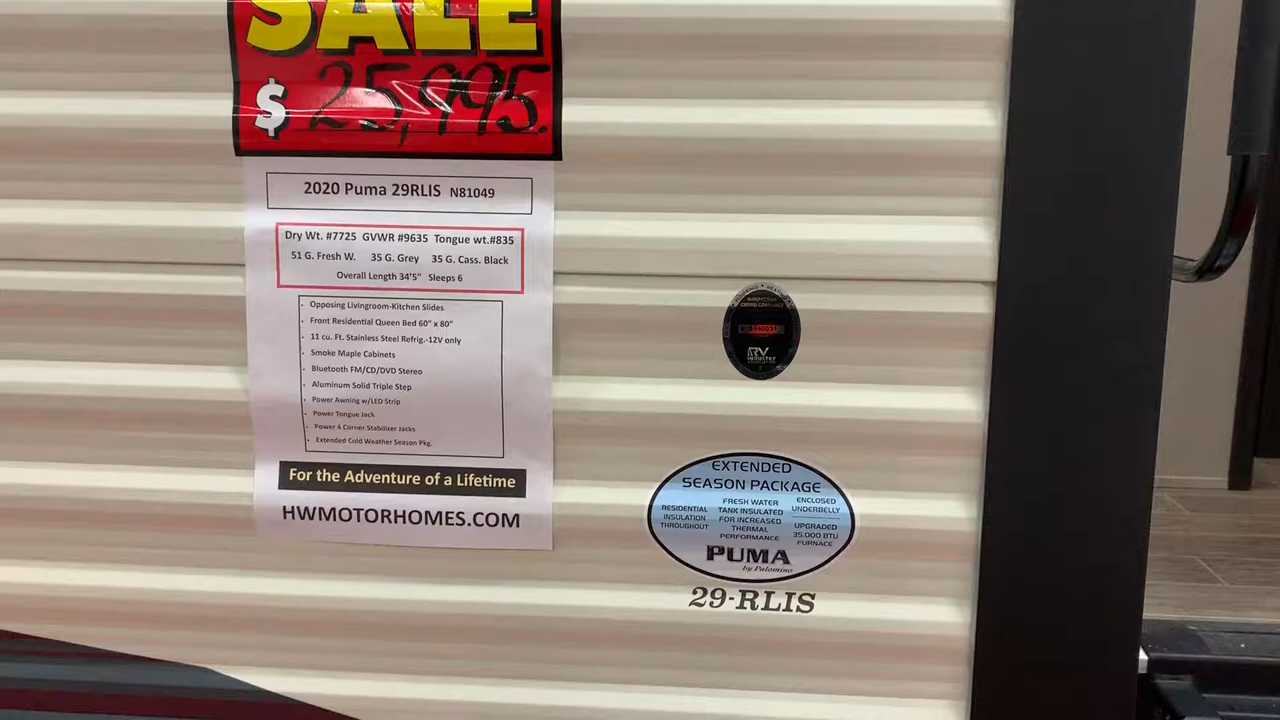 SALE
$ 25,995.
2020 Puma 29RLIS N81049
Dry Wt. #7725 GVWR #9635 Tongue wt.#835
51 G. Fresh W. 35 G. Grey 35 G. Cass. Black
Overall Length 34'5" Sleeps 6
• Opposing Livingroom-Kitchen Slides
• Front Residential Queen Bed 60" x 80"
• 11 cu. Ft. Stainless Steel Refrig.-12V only
• Smoke Maple Cabinets
• Bluetooth FM/CD/DVD Stereo
• Aluminum Solid Triple Step
• Power Awning w/LED Strip
• Power Tongue Jack
• Power 4 Corner Stabilizer Jacks
• Extended Cold Weather Season Pkg.
For the Adventure of a Lifetime
HWMOTORHOMES.COM
RV
INDUSTRY
EXTENDED
SEASON PACKAGE
RESIDENTIAL
INSULATION
THROUGHOUT
FRESH WATER
TANK INSULATED
FOR INCREASED
THERMAL
PERFORMANCE
ENCLOSED
UNDERBELLY
UPGRADED
35,000 BTU
FURNACE
PUMA
by Palomino
29-RLIS